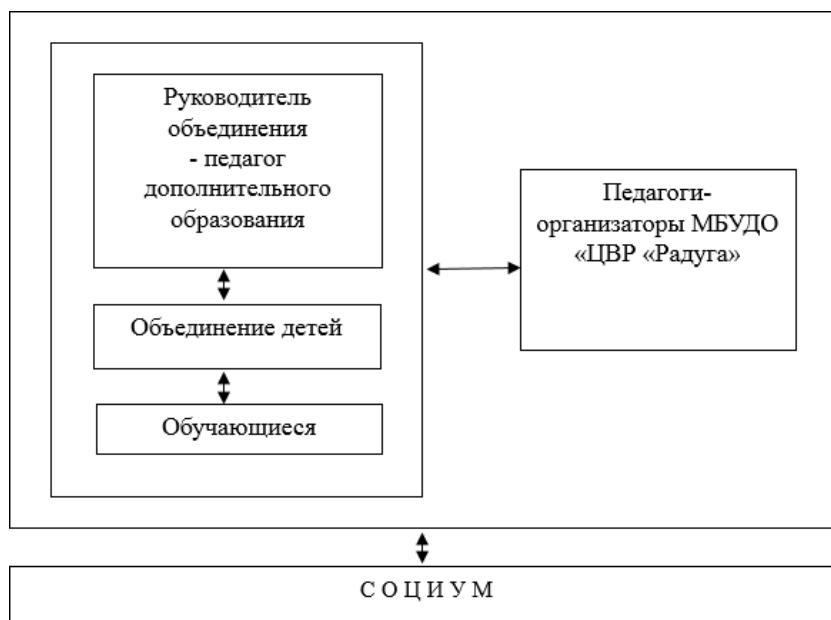 Руководитель
объединения
- педагог
дополнительного
образования
Объединение детей
Обучающиеся
Педагоги-
организаторы МБУДО
«ЦВР «Радуга»
С О Ц И У М